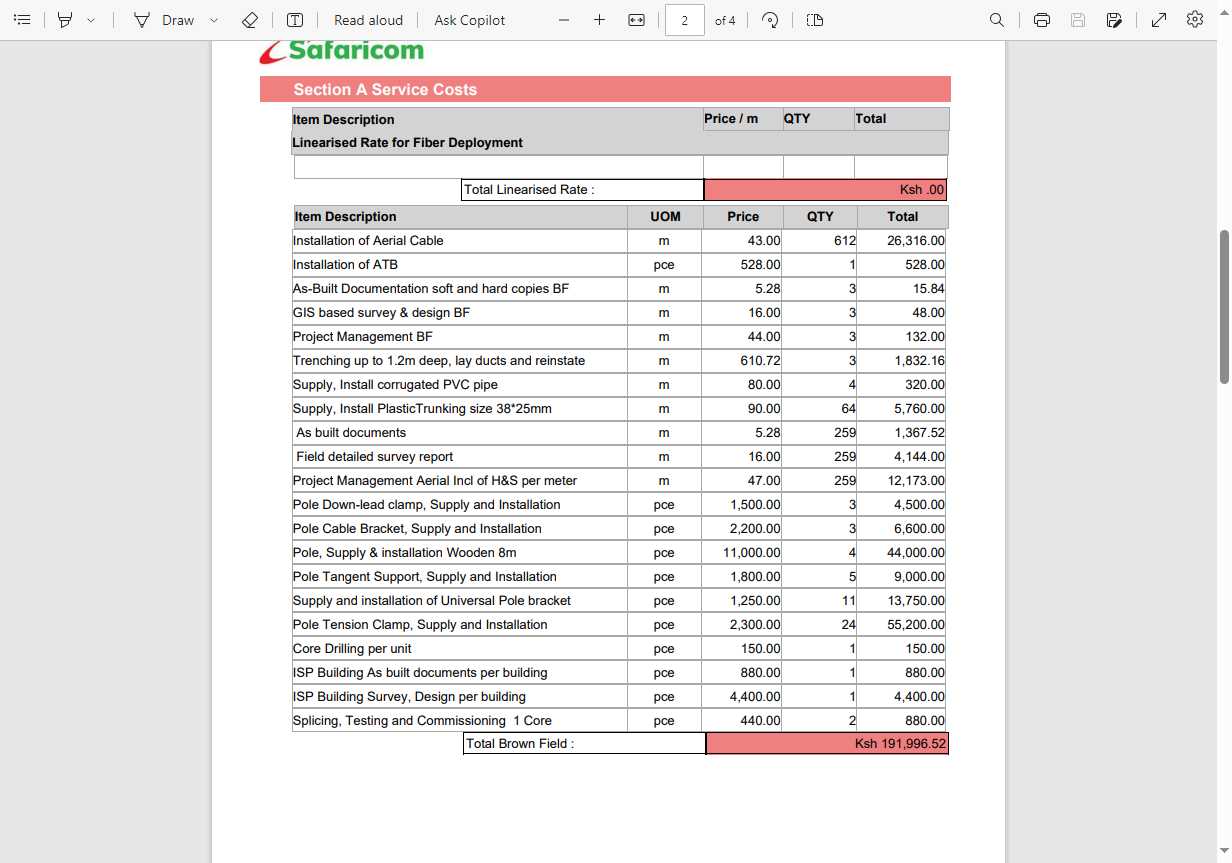 Draw Read aloud Ask Copilot 2 of 4
Safaricom
Section A Service Costs
Item Description Price / m QTY Total
Linearised Rate for Fiber Deployment
Total Linearised Rate : Ksh .00
Item Description UOM Price QTY Total
Installation of Aerial Cable m 43.00 612 26,316.00
Installation of ATB pce 528.00 1 528.00
As-Built Documentation soft and hard copies BF m 5.28 3 15.84
GIS based survey & design BF m 16.00 3 48.00
Project Management BF m 44.00 3 132.00
Trenching up to 1.2m deep, lay ducts and reinstate m 610.72 3 1,832.16
Supply, Install corrugated PVC pipe m 80.00 4 320.00
Supply, Install PlasticTrunking size 38*25mm m 90.00 64 5,760.00
As built documents m 5.28 259 1,367.52
Field detailed survey report m 16.00 259 4,144.00
Project Management Aerial Incl of H&S per meter m 47.00 259 12,173.00
Pole Down-lead clamp, Supply and Installation pce 1,500.00 3 4,500.00
Pole Cable Bracket, Supply and Installation pce 2,200.00 3 6,600.00
Pole, Supply & installation Wooden 8m pce 11,000.00 4 44,000.00
Pole Tangent Support, Supply and Installation pce 1,800.00 5 9,000.00
Supply and installation of Universal Pole bracket pce 1,250.00 11 13,750.00
Pole Tension Clamp, Supply and Installation pce 2,300.00 24 55,200.00
Core Drilling per unit pce 150.00 1 150.00
ISP Building As built documents per building pce 880.00 1 880.00
ISP Building Survey, Design per building pce 4,400.00 1 4,400.00
Splicing, Testing and Commissioning 1 Core pce 440.00 2 880.00
Total Brown Field : Ksh 191,996.52